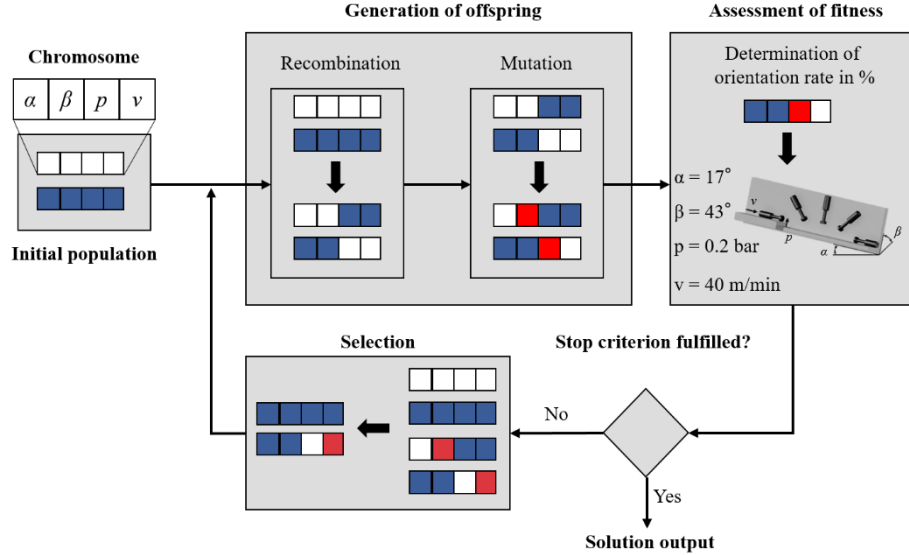 Generation of offspring
Assessment of fitness
Chromosome
α β p v
Initial population
Recombination
Mutation
Determination of
orientation rate in %
α = 17°
β = 43°
p = 0.2 bar
v = 40 m/min
v
p
α
β
Selection
Stop criterion fulfilled?
No
Yes
Solution output